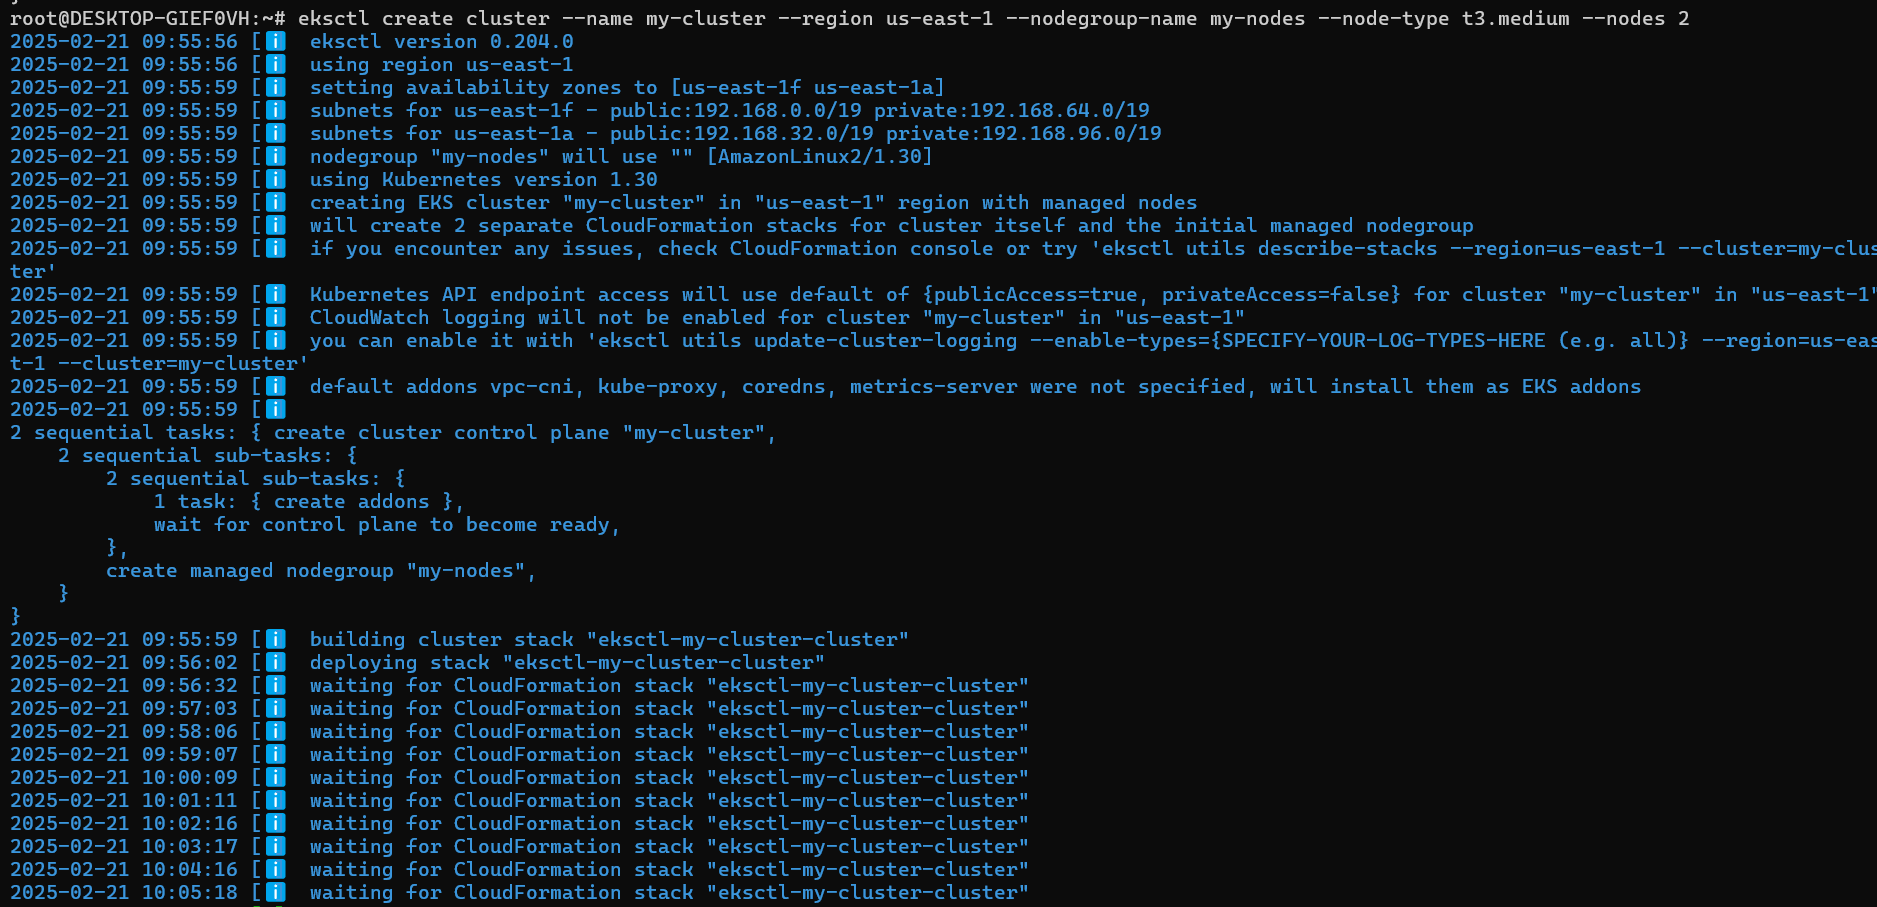 root@DESKTOP-GIEF0VH:~# eksctl create cluster --name my-cluster --region us-east-1 --nodegroup-name my-nodes --node-type t3.medium --nodes 2
2025-02-21 09:55:56 [ℹ]  eksctl version 0.204.0
2025-02-21 09:55:56 [ℹ]  using region us-east-1
2025-02-21 09:55:59 [ℹ]  setting availability zones to [us-east-1f us-east-1a]
2025-02-21 09:55:59 [ℹ]  subnets for us-east-1f - public:192.168.0.0/19 private:192.168.64.0/19
2025-02-21 09:55:59 [ℹ]  subnets for us-east-1a - public:192.168.32.0/19 private:192.168.96.0/19
2025-02-21 09:55:59 [ℹ]  nodegroup "my-nodes" will use "" [AmazonLinux2/1.30]
2025-02-21 09:55:59 [ℹ]  using Kubernetes version 1.30
2025-02-21 09:55:59 [ℹ]  creating EKS cluster "my-cluster" in "us-east-1" region with managed nodes
2025-02-21 09:55:59 [ℹ]  will create 2 separate CloudFormation stacks for cluster itself and the initial managed nodegroup
2025-02-21 09:55:59 [ℹ]  if you encounter any issues, check CloudFormation console or try 'eksctl utils describe-stacks --region=us-east-1 --cluster=my-clus
ter'
2025-02-21 09:55:59 [ℹ]  Kubernetes API endpoint access will use default of {publicAccess=true, privateAccess=false} for cluster "my-cluster" in "us-east-1"
2025-02-21 09:55:59 [ℹ]  CloudWatch logging will not be enabled for cluster "my-cluster" in "us-east-1"
2025-02-21 09:55:59 [ℹ]  you can enable it with 'eksctl utils update-cluster-logging --enable-types={SPECIFY-YOUR-LOG-TYPES-HERE (e.g. all)} --region=us-eas
t-1 --cluster=my-cluster'
2025-02-21 09:55:59 [ℹ]  default addons vpc-cni, kube-proxy, coredns, metrics-server were not specified, will install them as EKS addons
2025-02-21 09:55:59 [ℹ]
2 sequential tasks: { create cluster control plane "my-cluster",
    2 sequential sub-tasks: {
        2 sequential sub-tasks: {
            1 task: { create addons },
            wait for control plane to become ready,
        },
        create managed nodegroup "my-nodes",
    }
}
2025-02-21 09:55:59 [ℹ]  building cluster stack "eksctl-my-cluster-cluster"
2025-02-21 09:56:02 [ℹ]  deploying stack "eksctl-my-cluster-cluster"
2025-02-21 09:56:32 [ℹ]  waiting for CloudFormation stack "eksctl-my-cluster-cluster"
2025-02-21 09:57:03 [ℹ]  waiting for CloudFormation stack "eksctl-my-cluster-cluster"
2025-02-21 09:58:06 [ℹ]  waiting for CloudFormation stack "eksctl-my-cluster-cluster"
2025-02-21 09:59:07 [ℹ]  waiting for CloudFormation stack "eksctl-my-cluster-cluster"
2025-02-21 10:00:09 [ℹ]  waiting for CloudFormation stack "eksctl-my-cluster-cluster"
2025-02-21 10:01:11 [ℹ]  waiting for CloudFormation stack "eksctl-my-cluster-cluster"
2025-02-21 10:02:16 [ℹ]  waiting for CloudFormation stack "eksctl-my-cluster-cluster"
2025-02-21 10:03:17 [ℹ]  waiting for CloudFormation stack "eksctl-my-cluster-cluster"
2025-02-21 10:04:16 [ℹ]  waiting for CloudFormation stack "eksctl-my-cluster-cluster"
2025-02-21 10:05:18 [ℹ]  waiting for CloudFormation stack "eksctl-my-cluster-cluster"